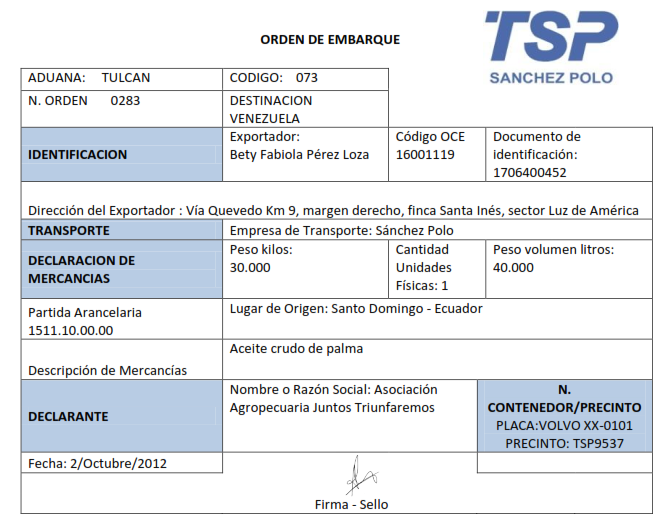 ORDEN DE EMBARQUE
TSP
SANCHEZ POLO
ADUANA: TULCAN
CODIGO: 073
N. ORDEN 0283
DESTINACION
VENEZUELA
IDENTIFICACION
Exportador:
Bety Fabiola Pérez Loza
Código OCE
16001119
Documento de
identificación:
1706400452
Dirección del Exportador : Vía Quevedo Km 9, margen derecho, finca Santa Inés, sector Luz de América
TRANSPORTE
Empresa de Transporte: Sánchez Polo
DECLARACION DE
MERCANCIAS
Peso kilos:
30.000
Cantidad
Unidades
Físicas: 1
Peso volumen litros:
40.000
Partida Arancelaria
1511.10.00.00
Lugar de Origen: Santo Domingo - Ecuador
Descripción de Mercancías
Aceite crudo de palma
DECLARANTE
Nombre o Razón Social: Asociación
Agropecuaria Juntos Triunfaremos
N.
CONTENEDOR/PRECINTO
PLACA:VOLVO XX-0101
PRECINTO: TSP9537
Fecha: 2/Octubre/2012
Firma - Sello